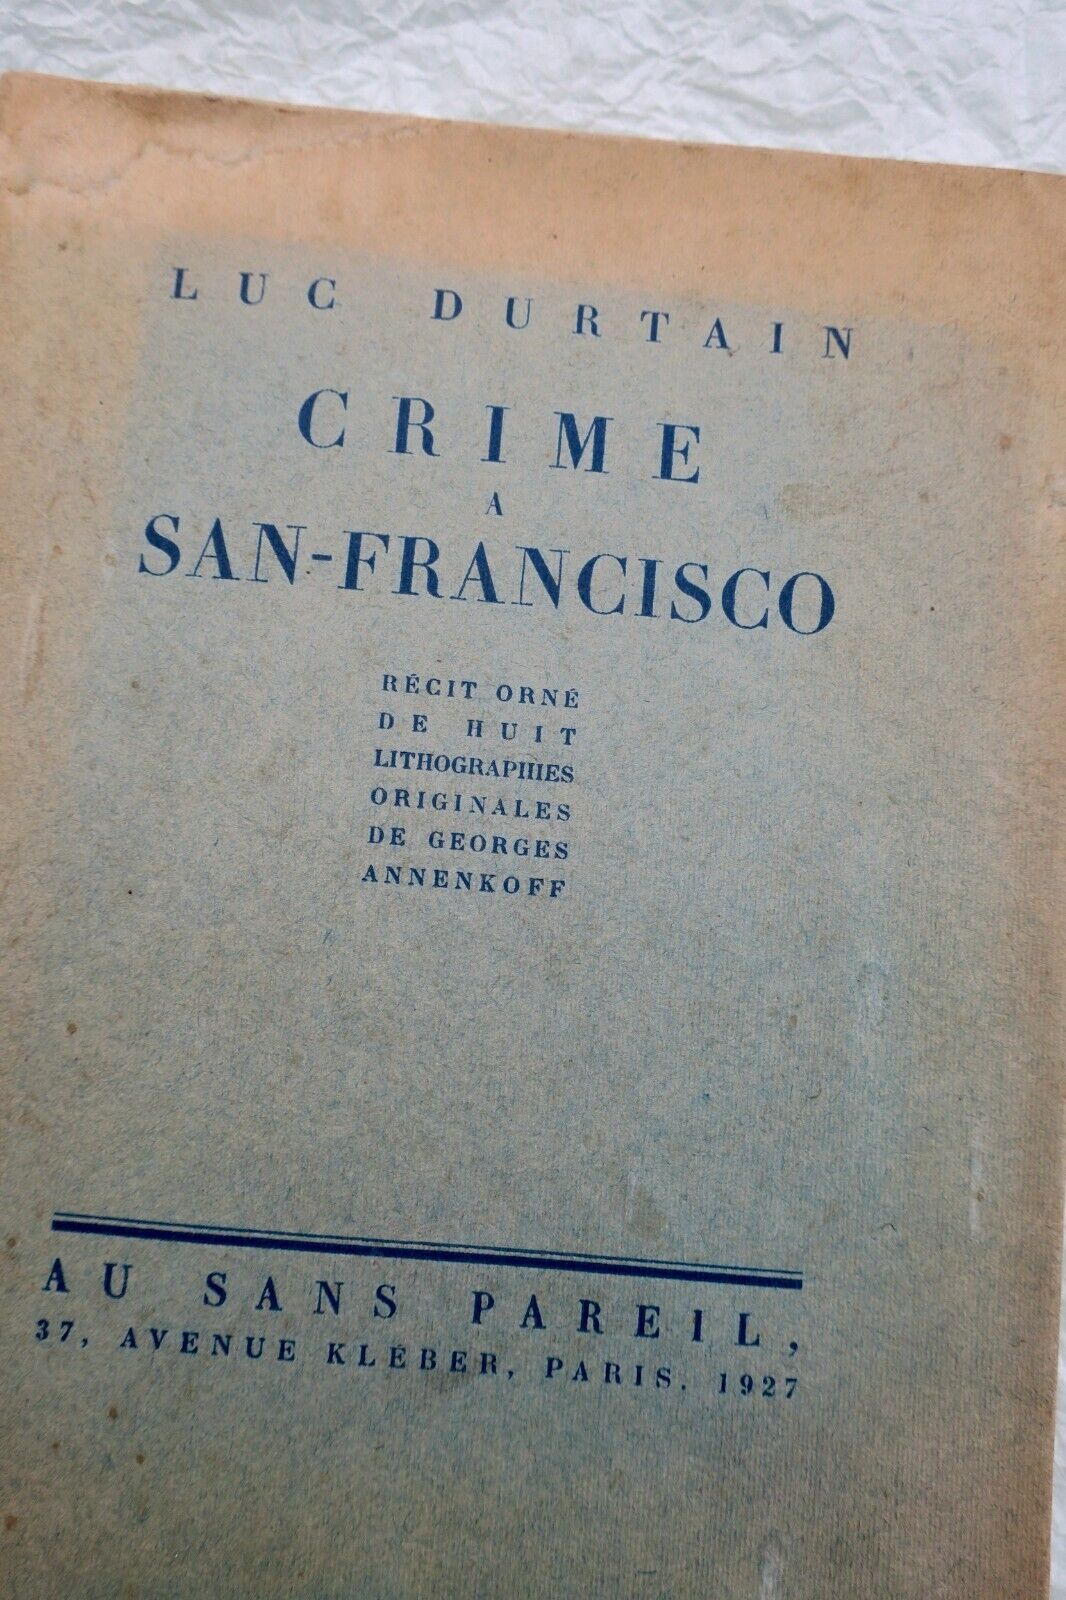 LUC DURTAIN
CRIME
A
SAN-FRANCISCO
RÉCIT ORNÉ
DE HUIT
LITHOGRAPHIES
ORIGINALES
DE GEORGES
ANNENKOFF
AU SANS PAREIL,
37, AVENUE KLÉBER, PARIS. 1927